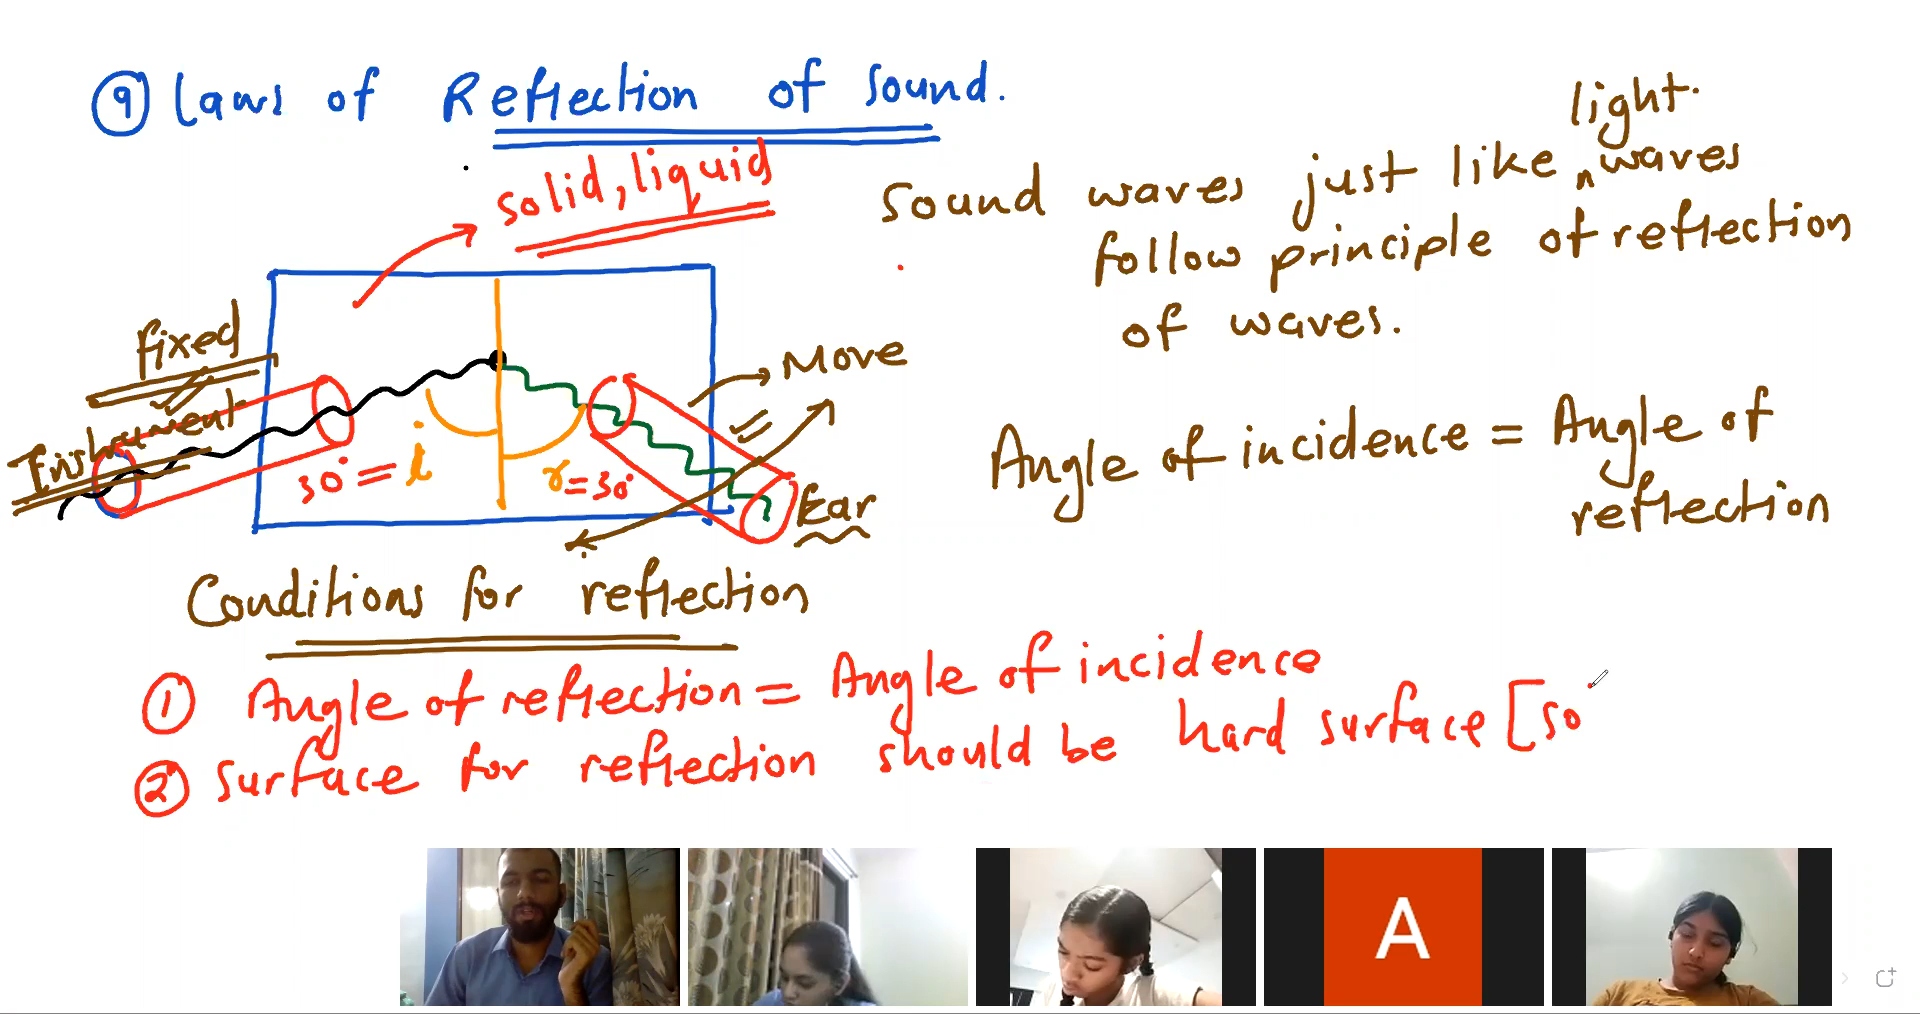 9 Laws of Reflection of sound.
solid, liquid
light.
sound waves just like ^ waves
follow principle of reflection
of waves.
fixed
Instrument
Move
30° = i
r = 30°
Ear
Angle of incidence = Angle of
reflection
Conditions for reflection
1 Angle of reflection = Angle of incidence
2 surface for reflection should be hard surface [so
A